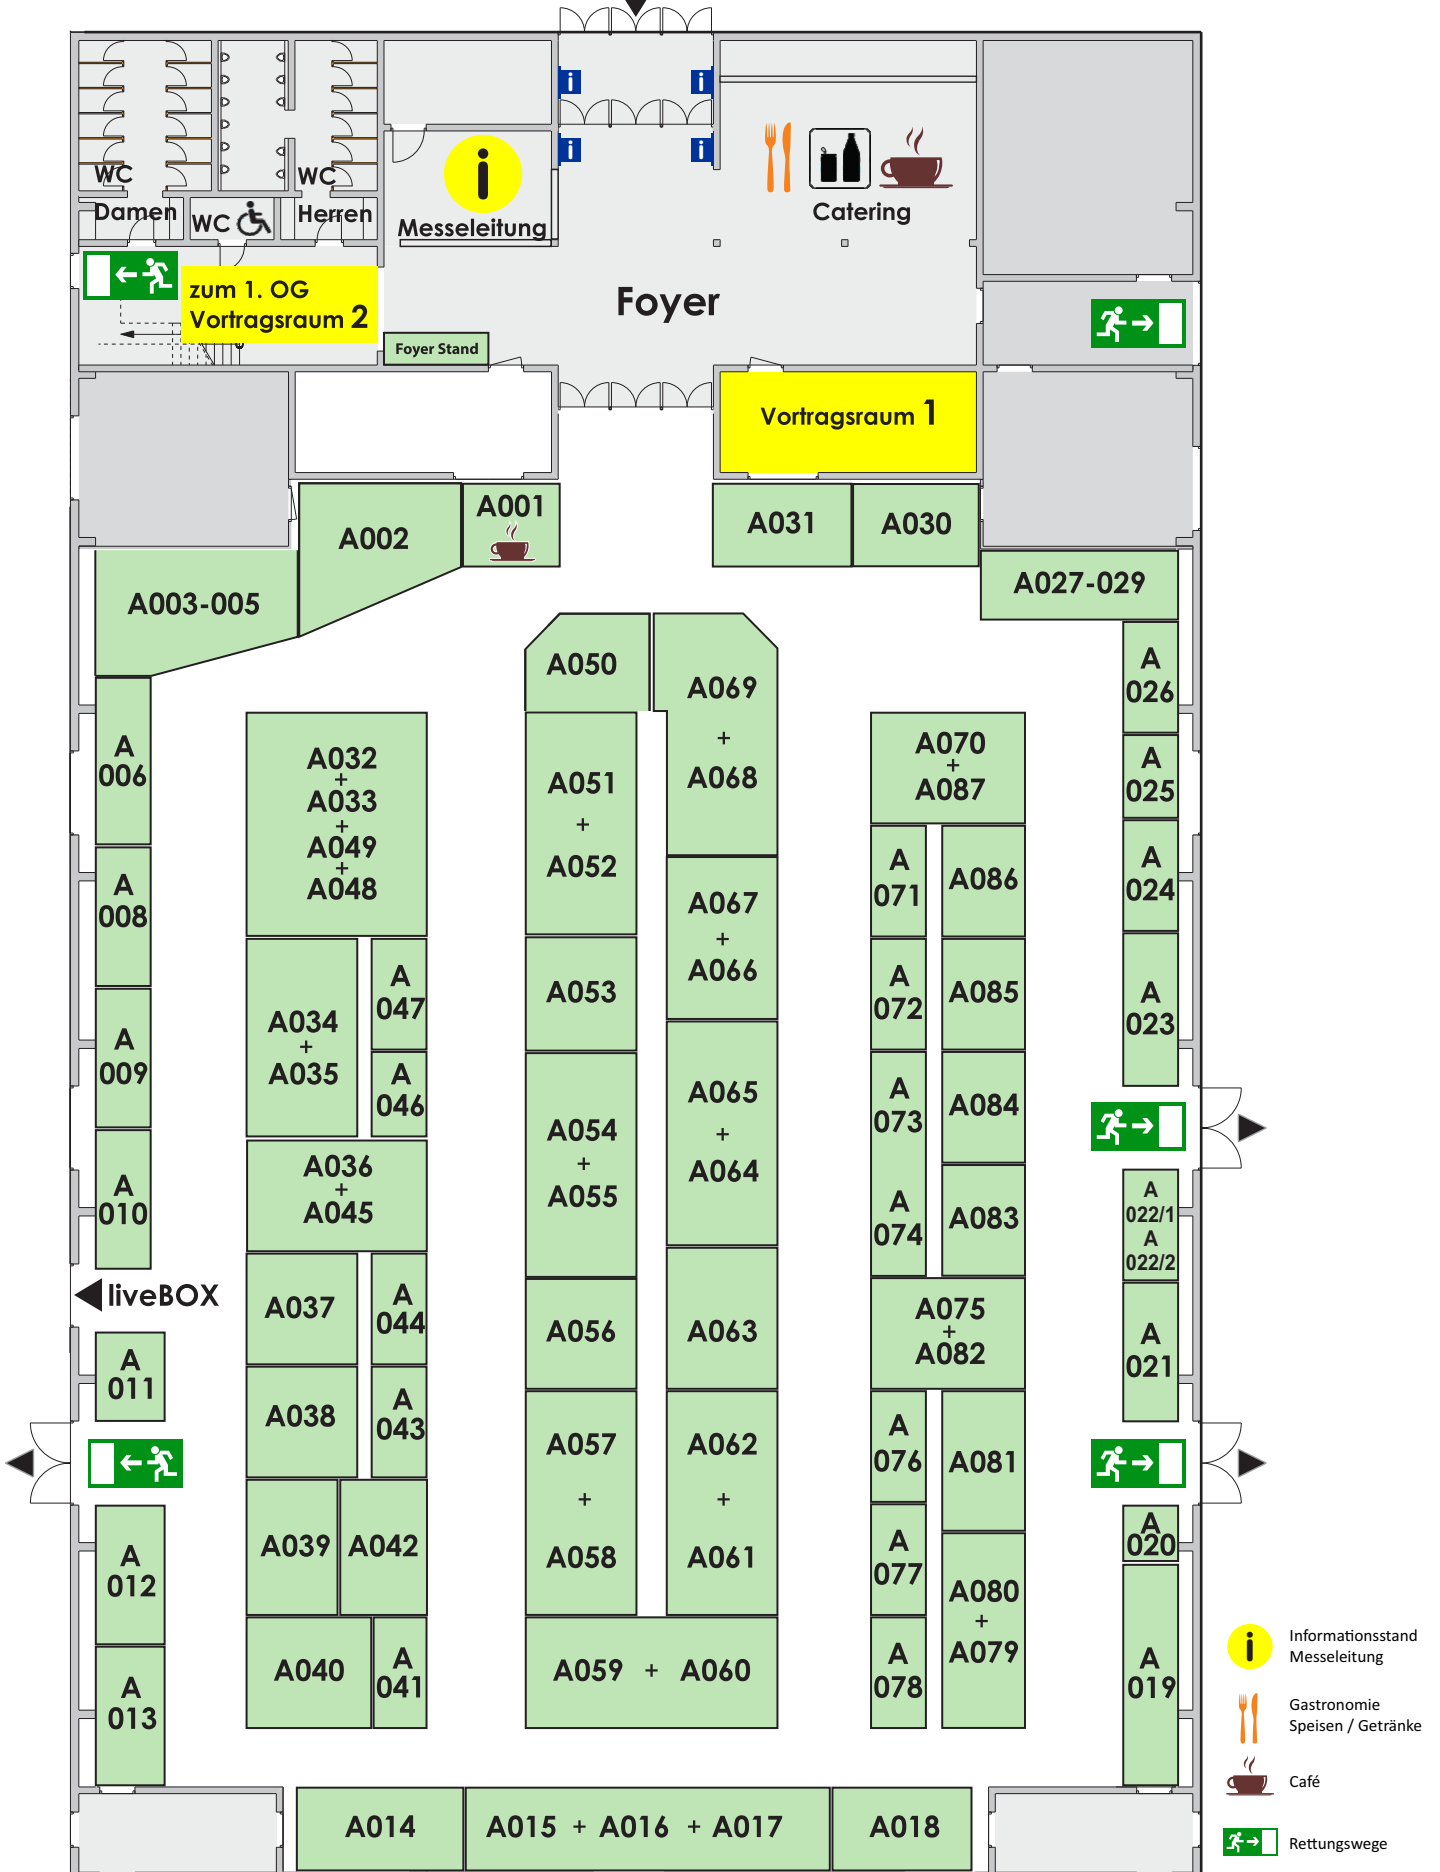 WC
Damen
WC
WC
Herren
Messeleitung
Catering
zum 1. OG
Vortragsraum 2
Foyer
Foyer Stand
Vortragsraum 1
A001
A002
A003-005
A031
A030
A027-029
A
006
A
008
A
009
A
010
liveBOX
A
011
A
012
A
013
A032
+
A033
+
A049
+
A048
A034
+
A035
A
047
A
046
A036
+
A045
A037
A
044
A038
A
043
A039
A042
A040
A
041
A050
A051
+
A052
A053
A054
+
A055
A056
A057
+
A058
A059 + A060
A069
+
A068
A067
+
A066
A065
+
A064
A063
A062
+
A061
A070
+
A087
A
071
A086
A
072
A085
A
073
A084
A
074
A083
A075
+
A082
A
076
A081
A
077
A080
+
A079
A
078
A
026
A
025
A
024
A
023
A
022/1
A
022/2
A
021
A
020
A
019
A014
A015 + A016 + A017
A018
Informationsstand
Messeleitung
Gastronomie
Speisen / Getränke
Café
Rettungswege